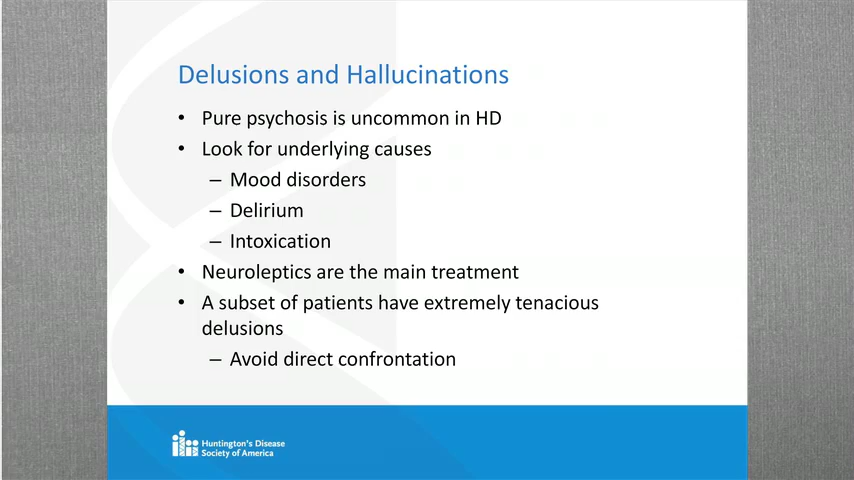 Delusions and Hallucinations
• Pure psychosis is uncommon in HD
• Look for underlying causes
– Mood disorders
– Delirium
– Intoxication
• Neuroleptics are the main treatment
• A subset of patients have extremely tenacious
delusions
– Avoid direct confrontation
Huntington's Disease
Society of America